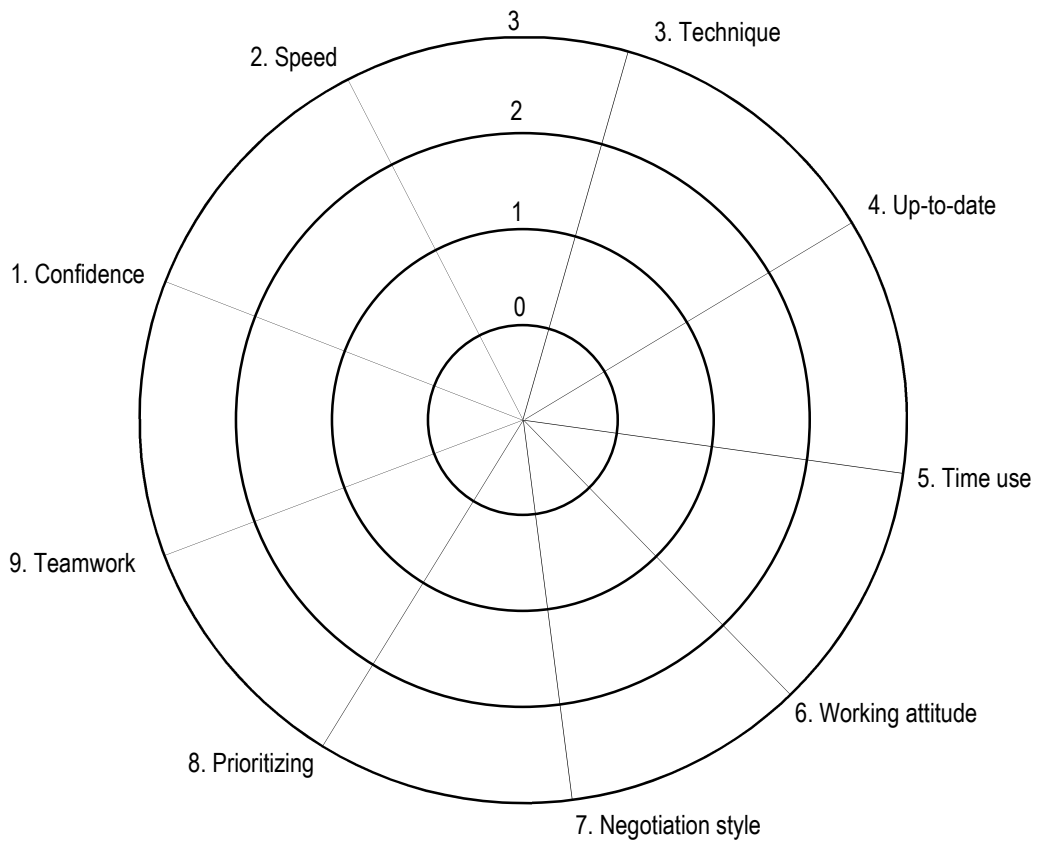 3
3. Technique
2. Speed
2
4. Up-to-date
1
1. Confidence
0
5. Time use
9. Teamwork
6. Working attitude
8. Prioritizing
7. Negotiation style